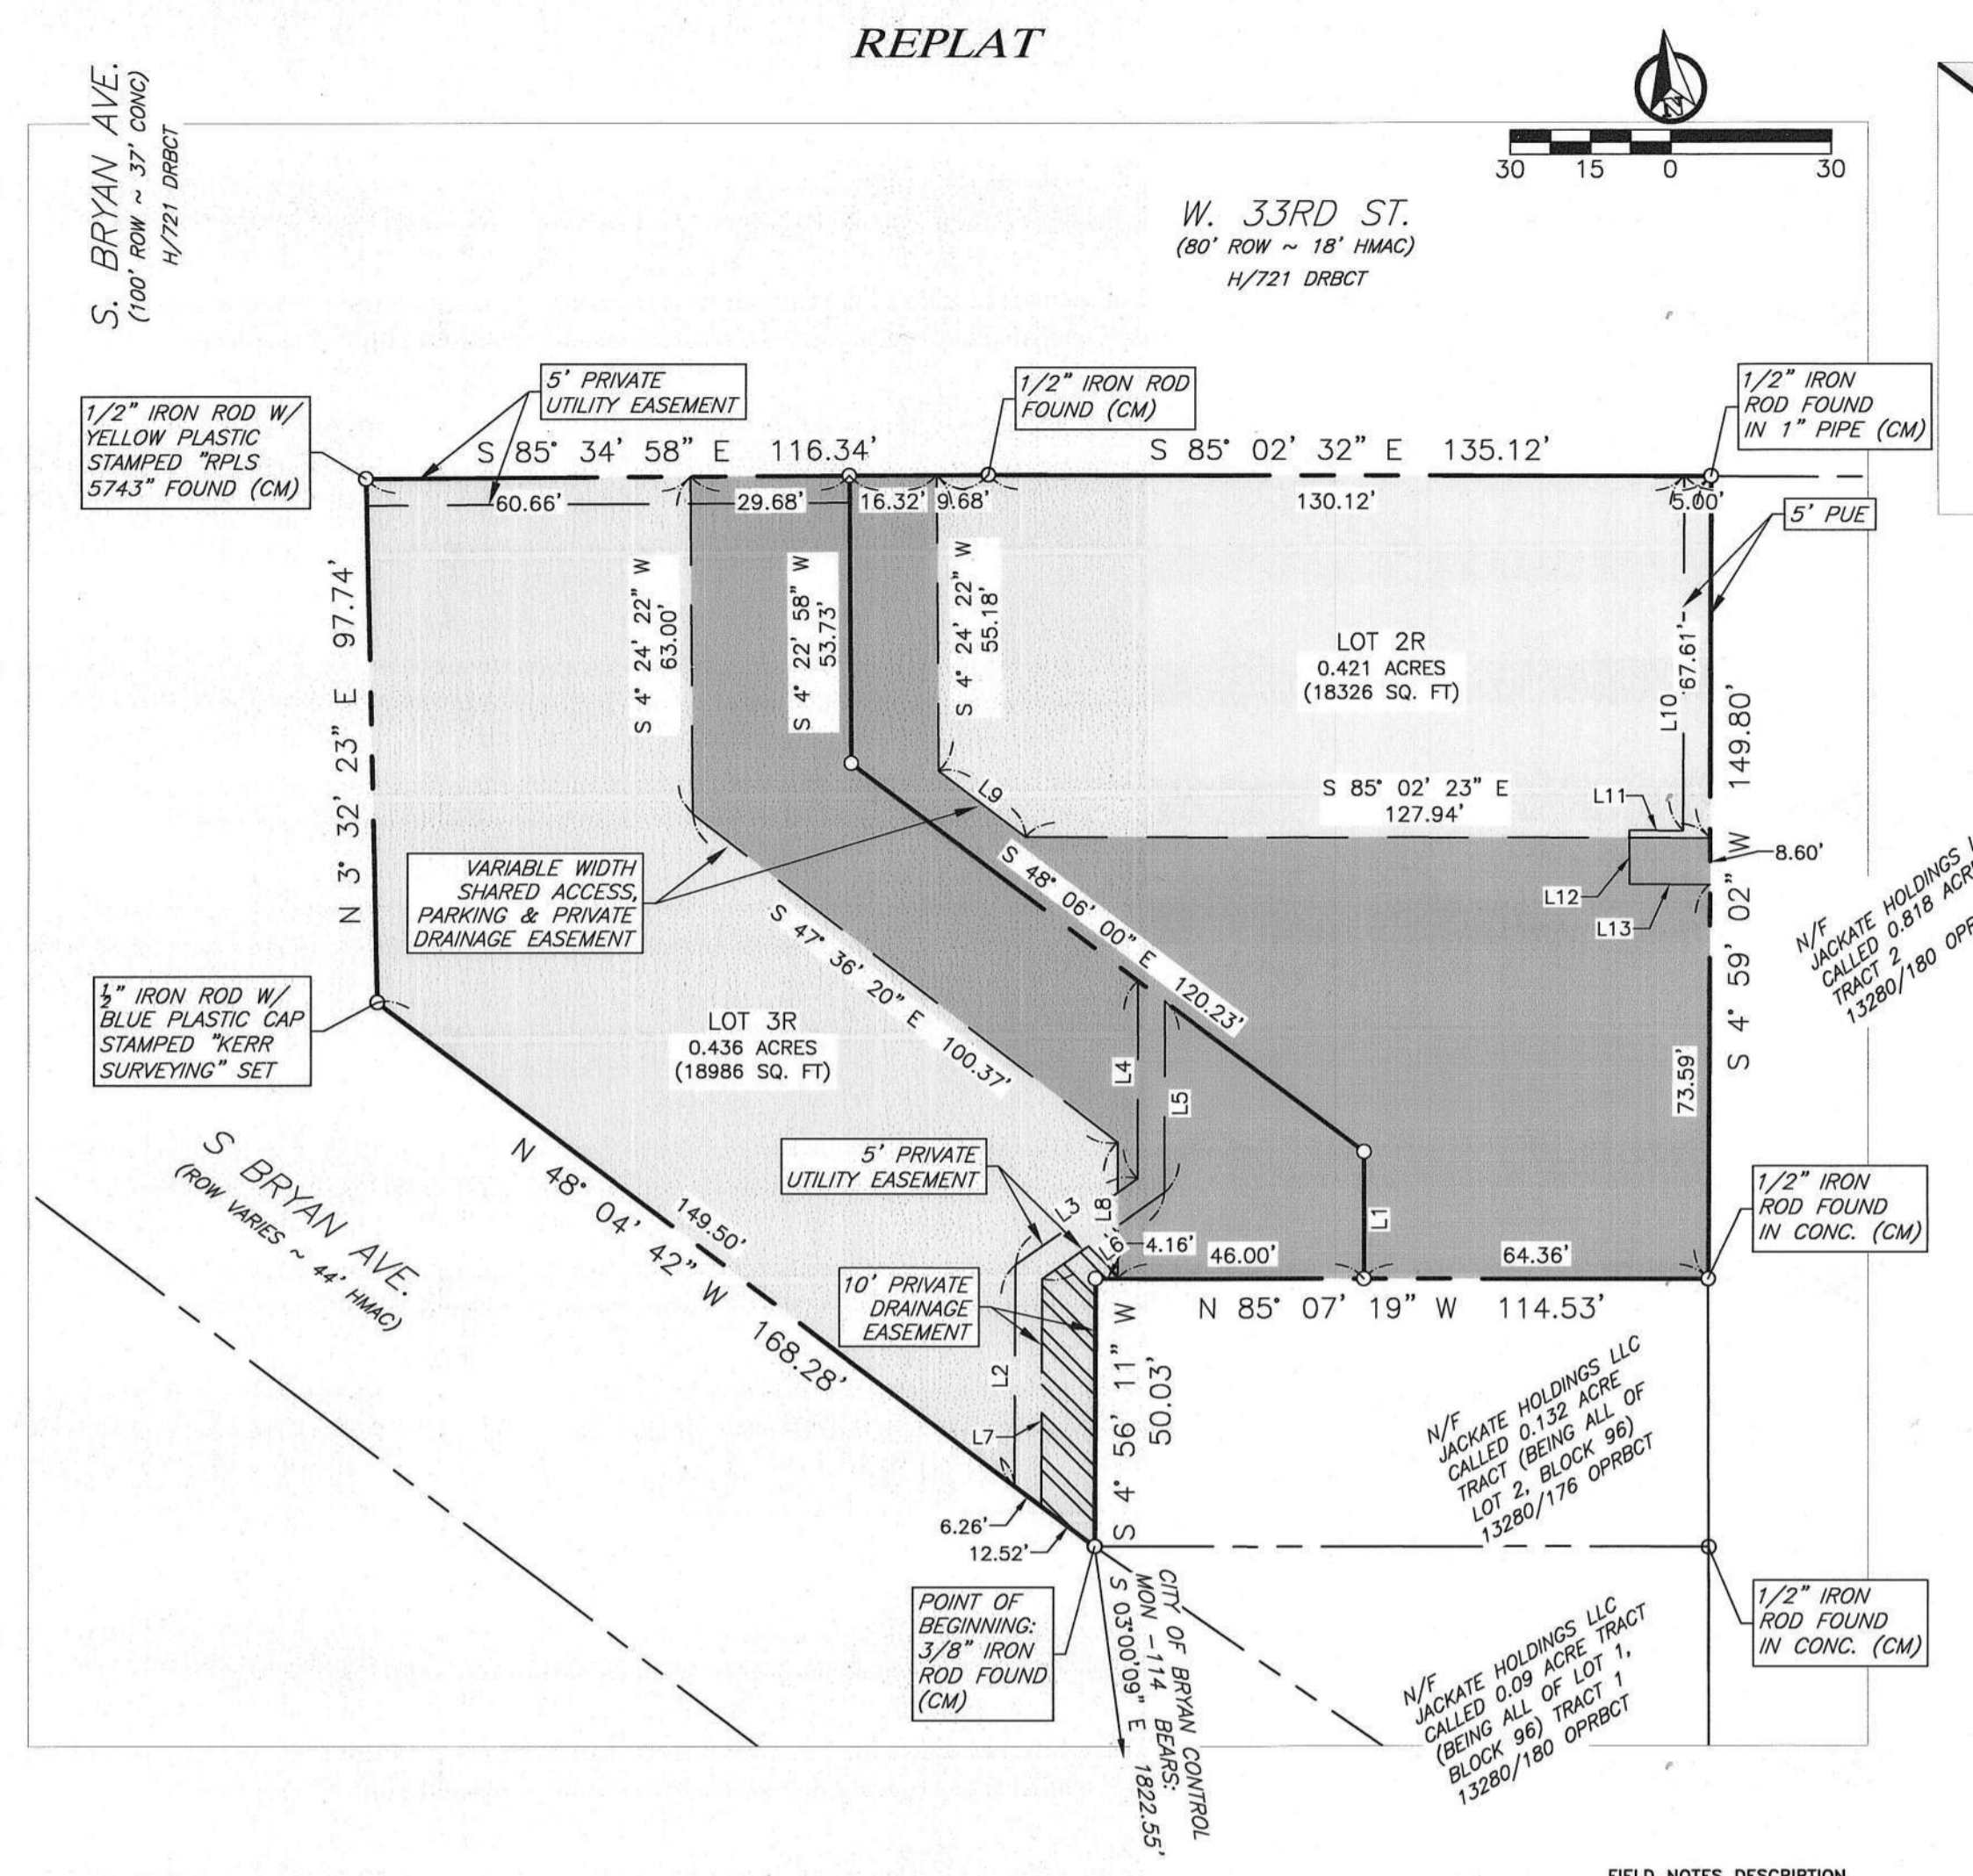 REPLAT
S. BRYAN AVE.
(100' ROW ~ 37' CONC)
H/721 DRBCT
N
30 15 0 30
W. 33RD ST.
(80' ROW ~ 18' HMAC)
H/721 DRBCT
1/2" IRON ROD W/
YELLOW PLASTIC
STAMPED "RPLS
5743" FOUND (CM)
5' PRIVATE
UTILITY EASEMENT
1/2" IRON ROD
FOUND (CM)
1/2" IRON
ROD FOUND
IN 1" PIPE (CM)
S 85° 34' 58" E 116.34'
S 85° 02' 32" E 135.12'
60.66'
29.68'
16.32'
9.68'
130.12'
5.00'
5' PUE
N 3° 32' 23" E 97.74'
S 4° 24' 22" W
63.00'
S 4° 22' 58" W
53.73'
S 4° 24' 22" W
55.18'
LOT 2R
0.421 ACRES
(18326 SQ. FT)
L10
67.61'
S 4° 59' 02" W 149.80'
L9
S 85° 02' 23" E
127.94'
L11
8.60'
L12
L13
N/F
JACKATE HOLDINGS
CALLED 0.818
TRACT 2
13280/180
VARIABLE WIDTH
SHARED ACCESS,
PARKING & PRIVATE
DRAINAGE EASEMENT
S 48° 06' 00" E 120.23'
S 47° 36' 20" E 100.37'
½" IRON ROD W/
BLUE PLASTIC CAP
STAMPED "KERR
SURVEYING" SET
LOT 3R
0.436 ACRES
(18986 SQ. FT)
L4
L5
73.59'
S BRYAN AVE.
(ROW VARIES ~ 44' HMAC)
N 48° 04' 42" W 168.28'
149.50'
5' PRIVATE
UTILITY EASEMENT
L3
L8
L6
4.16'
46.00'
L1
64.36'
1/2" IRON
ROD FOUND
IN CONC. (CM)
10' PRIVATE
DRAINAGE
EASEMENT
N 85° 07' 19" W 114.53'
L2
L7
S 4° 56' 11" W
50.03'
N/F
JACKATE HOLDINGS LLC
CALLED 0.132 ACRE
TRACT (BEING ALL OF
LOT 2, BLOCK 96)
13280/176 OPRBCT
6.26'
12.52'
POINT OF
BEGINNING:
3/8" IRON
ROD FOUND
(CM)
CITY OF BRYAN CONTROL
MON -114 BEARS:
S 03°00'09" E 1822.55'
1/2" IRON
ROD FOUND
IN CONC. (CM)
N/F
JACKATE HOLDINGS LLC
CALLED 0.09 ACRE TRACT
(BEING ALL OF LOT 1,
BLOCK 96) TRACT 1
13280/180 OPRBCT
FIELD NOTES DESCRIPTION